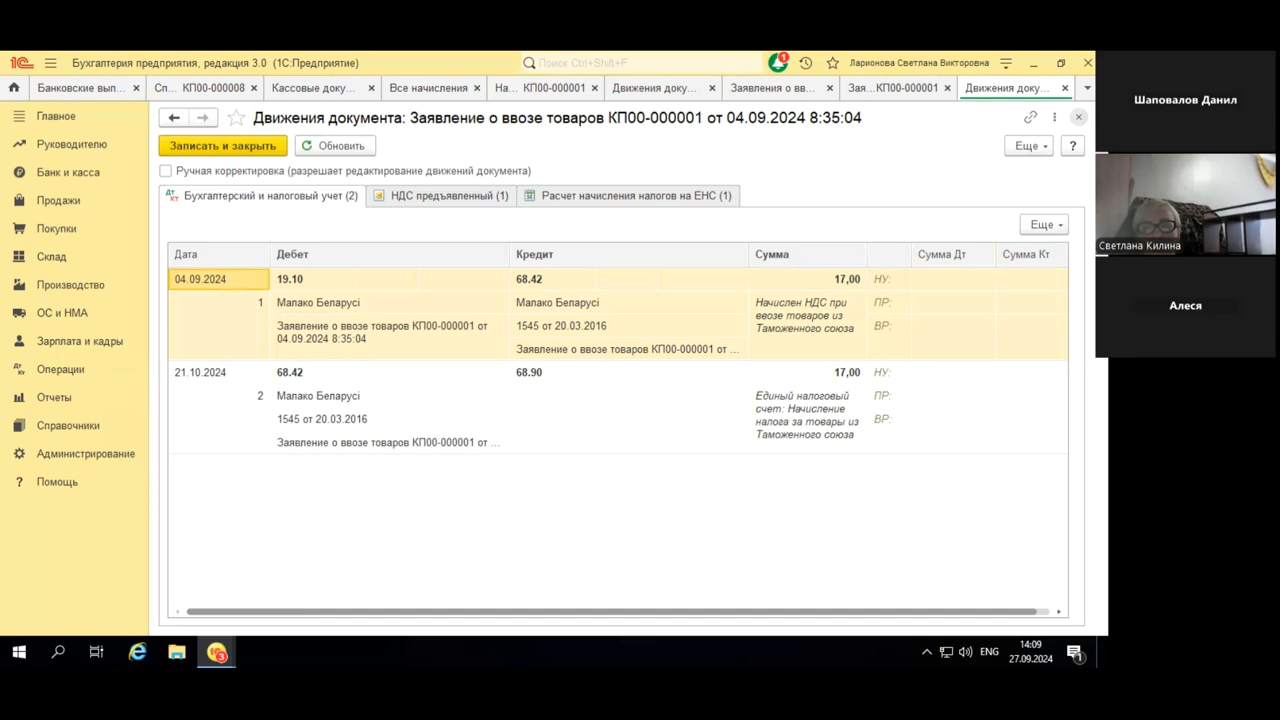 Бухгалтерия предприятия, редакция 3.0 (1С:Предприятие)
Поиск Ctrl+Shift+F
1
Ларионова Светлана Викторовна
Банковские вып...
Сп... КП00-000008
Кассовые доку...
Все начисления
На... КП00-000001
Движения доку...
Заявления о вв...
Зая...КП00-000001
Движения доку...
Главное
Руководителю
Банк и касса
Продажи
Покупки
Склад
Производство
ОС и НМА
Зарплата и кадры
Операции
Отчеты
Справочники
Администрирование
? Помощь
Движения документа: Заявление о ввозе товаров КП00-000001 от 04.09.2024 8:35:04
Записать и закрыть
Обновить
Еще
?
Ручная корректировка (разрешает редактирование движений документа)
Бухгалтерский и налоговый учет (2)
НДС предъявленный (1)
Расчет начисления налогов на ЕНС (1)
Еще
Дата Дебет Кредит Сумма Сумма Дт Сумма Кт
04.09.2024 19.10 68.42 17,00 НУ:
1 Малако Беларусі Малако Беларусі Начислен НДС при ПР:
ввозе товаров из
Заявление о ввозе товаров КП00-000001 от 1545 от 20.03.2016 Таможенного союза ВР:
04.09.2024 8:35:04
Заявление о ввозе товаров КП00-000001 от ...
21.10.2024 68.42 68.90 17,00 НУ:
2 Малако Беларусі Единый налоговый ПР:
счет: Начисление
1545 от 20.03.2016 налога за товары из ВР:
Таможенного союза
Заявление о ввозе товаров КП00-000001 от ...
Шаповалов Данил
Светлана Килина
Алеся
ENG
14:09
27.09.2024
1